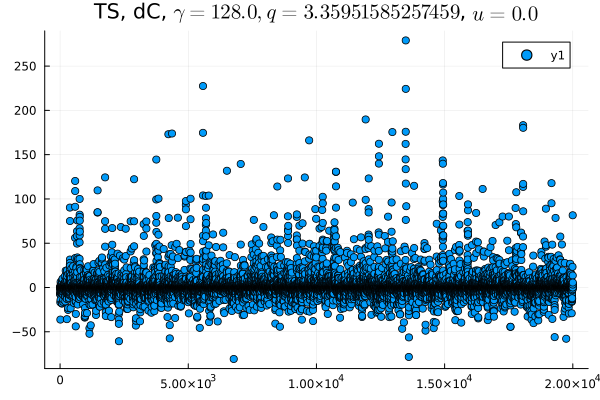 TS, dC, γ = 128.0, q = 3.35951585257459, u = 0.0
y1
250
200
150
100
50
0
−50
0 5.00×10³ 1.00×10⁴ 1.50×10⁴ 2.00×10⁴